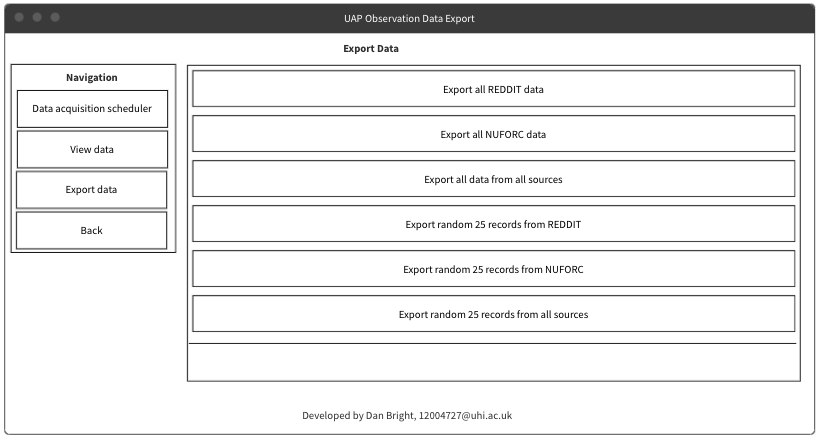 UAP Observation Data Export
Export Data
Navigation
Data acquisition scheduler
View data
Export data
Back
Export all REDDIT data
Export all NUFORC data
Export all data from all sources
Export random 25 records from REDDIT
Export random 25 records from NUFORC
Export random 25 records from all sources
Developed by Dan Bright, 12004727@uhi.ac.uk